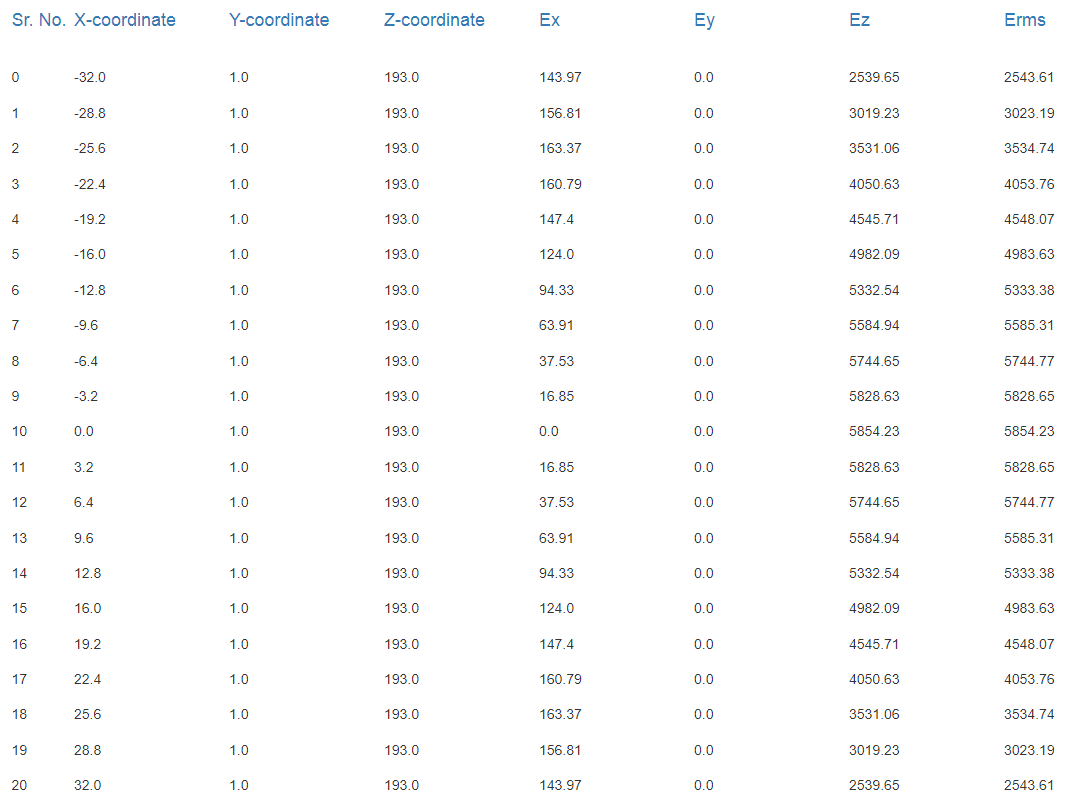 Sr. No. X-coordinate Y-coordinate Z-coordinate Ex Ey Ez Erms
0 -32.0 1.0 193.0 143.97 0.0 2539.65 2543.61
1 -28.8 1.0 193.0 156.81 0.0 3019.23 3023.19
2 -25.6 1.0 193.0 163.37 0.0 3531.06 3534.74
3 -22.4 1.0 193.0 160.79 0.0 4050.63 4053.76
4 -19.2 1.0 193.0 147.4 0.0 4545.71 4548.07
5 -16.0 1.0 193.0 124.0 0.0 4982.09 4983.63
6 -12.8 1.0 193.0 94.33 0.0 5332.54 5333.38
7 -9.6 1.0 193.0 63.91 0.0 5584.94 5585.31
8 -6.4 1.0 193.0 37.53 0.0 5744.65 5744.77
9 -3.2 1.0 193.0 16.85 0.0 5828.63 5828.65
10 0.0 1.0 193.0 0.0 0.0 5854.23 5854.23
11 3.2 1.0 193.0 16.85 0.0 5828.63 5828.65
12 6.4 1.0 193.0 37.53 0.0 5744.65 5744.77
13 9.6 1.0 193.0 63.91 0.0 5584.94 5585.31
14 12.8 1.0 193.0 94.33 0.0 5332.54 5333.38
15 16.0 1.0 193.0 124.0 0.0 4982.09 4983.63
16 19.2 1.0 193.0 147.4 0.0 4545.71 4548.07
17 22.4 1.0 193.0 160.79 0.0 4050.63 4053.76
18 25.6 1.0 193.0 163.37 0.0 3531.06 3534.74
19 28.8 1.0 193.0 156.81 0.0 3019.23 3023.19
20 32.0 1.0 193.0 143.97 0.0 2539.65 2543.61